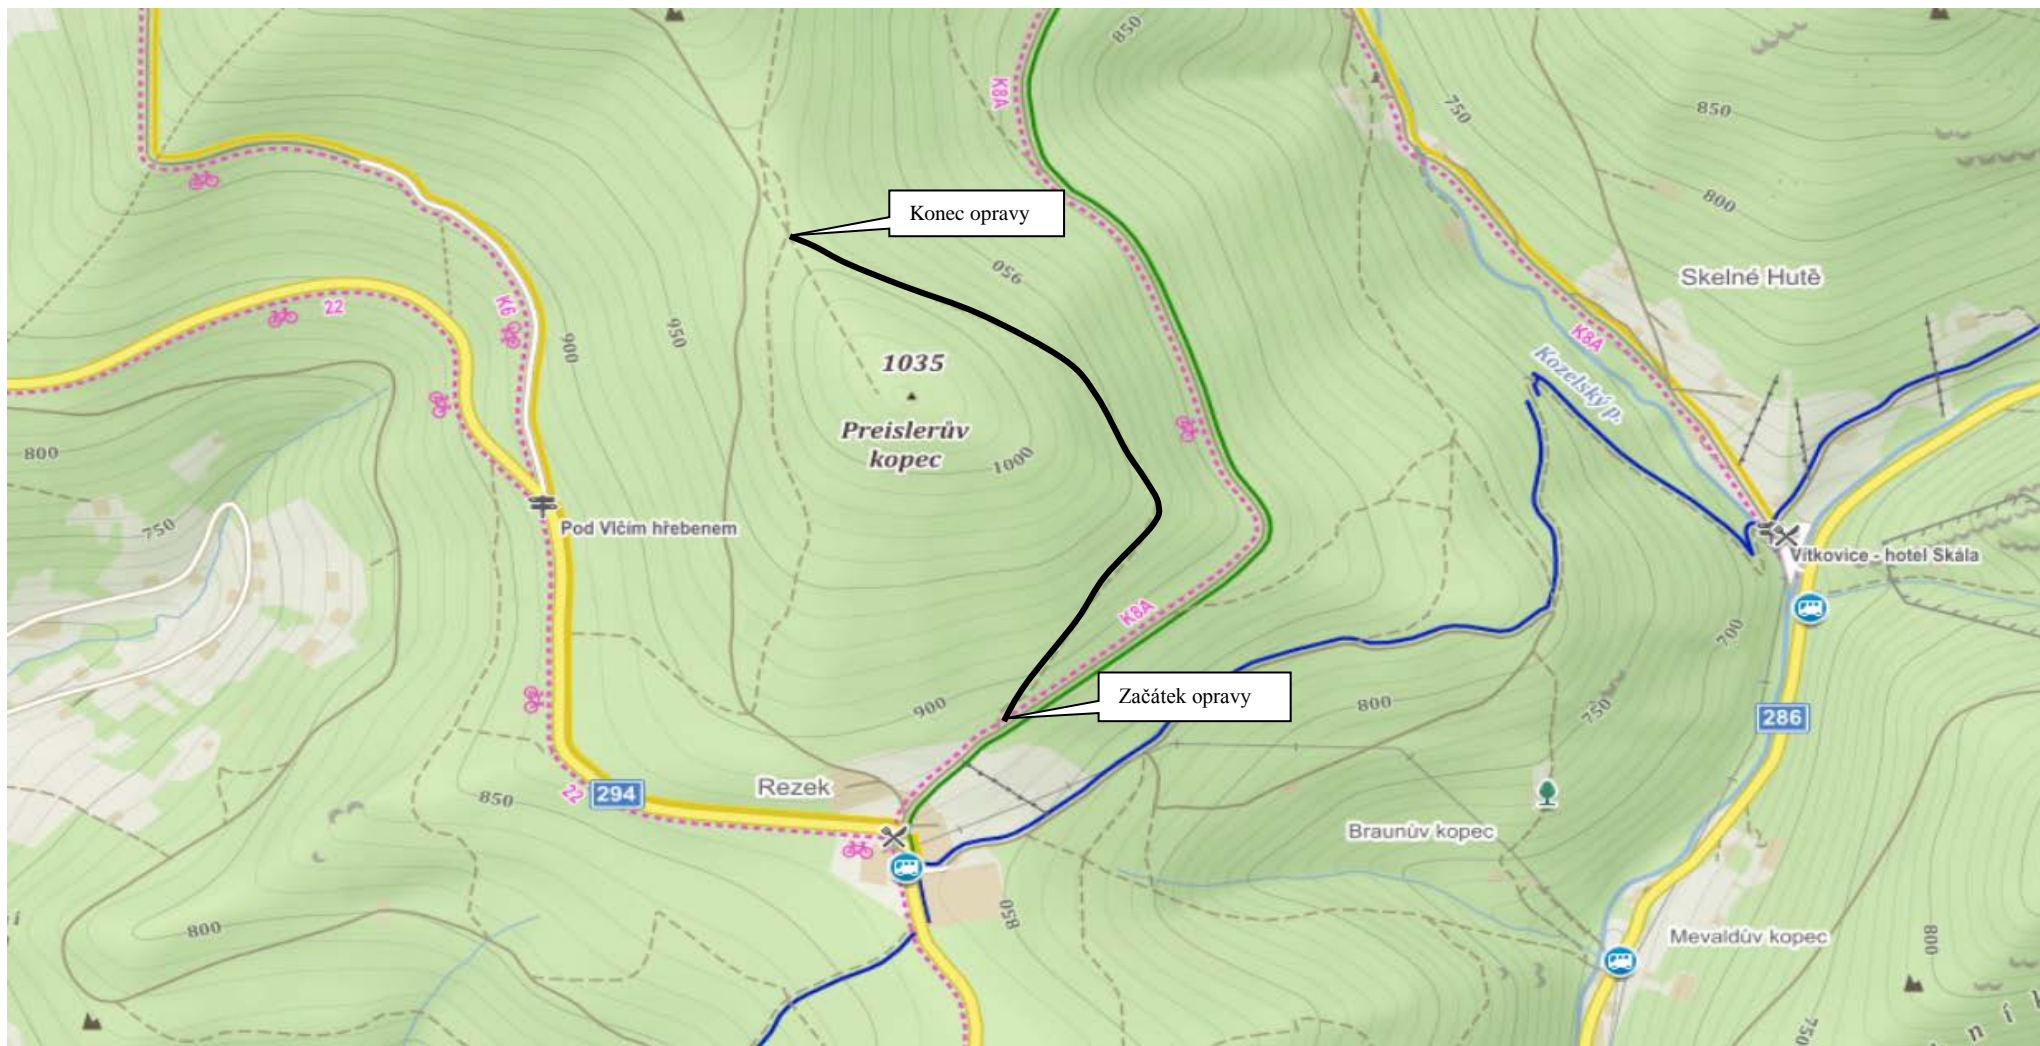 850
K8A
750
850
800
Konec opravy
950
Skelné Hutě
22
K6
900
950
K8A
1035
Kozelský p.
Preislerův
kopec
800
1000
750
Pod Vlčím hřebenem
Vítkovice - hotel Skála
K8A
700
Začátek opravy
900
800
750
286
Rezek
22
294
850
Braunův kopec
850
800
Mevaldův kopec
800
í
750
n í